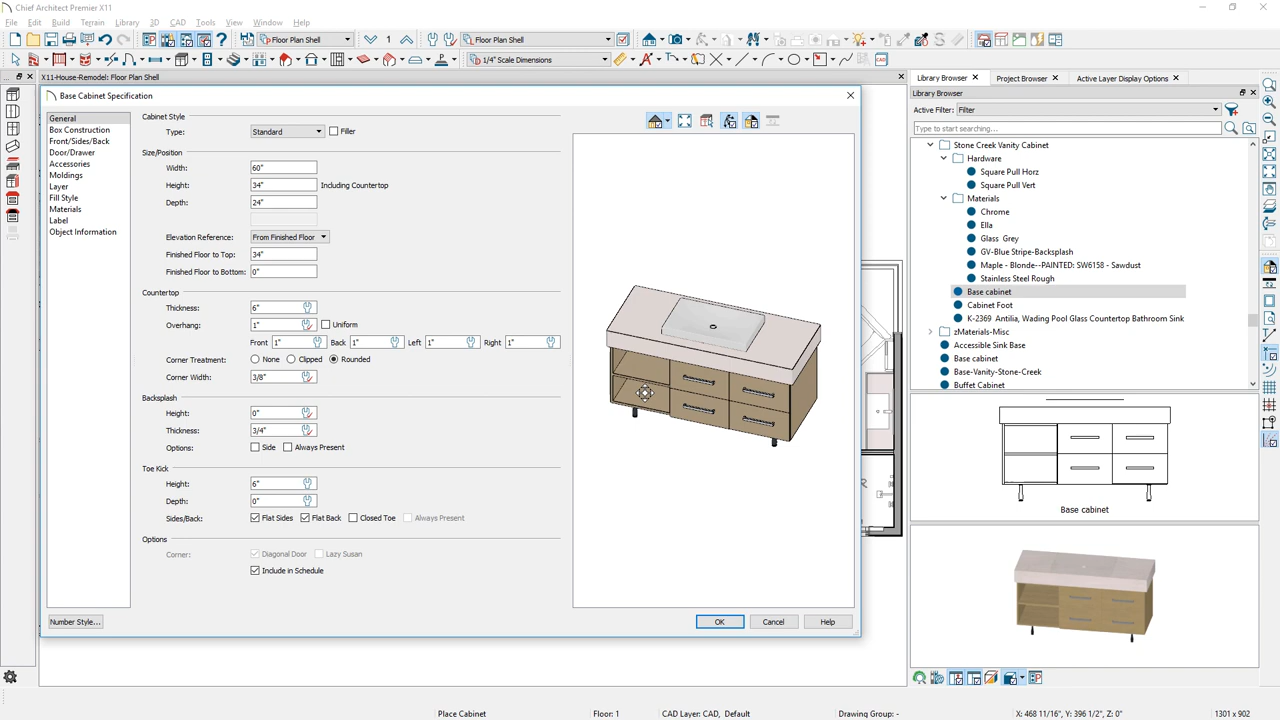 Chief Architect Premier X11
File Edit Build Terrain Library 3D CAD Tools View Window Help
Floor Plan Shell
Floor Plan Shell
1/4" Scale Dimensions
X11-House-Remodel: Floor Plan Shell
Base Cabinet Specification
General
Box Construction
Front/Sides/Back
Door/Drawer
Accessories
Moldings
Layer
Fill Style
Materials
Label
Object Information
Number Style...
Cabinet Style
Type: Standard Filler
Size/Position
Width: 60"
Height: 34" Including Countertop
Depth: 24"
Elevation Reference: From Finished Floor
Finished Floor to Top: 34"
Finished Floor to Bottom: 0"
Countertop
Thickness: 6"
Overhang: 1" Uniform
Front 1" Back 1" Left 1" Right 1"
Corner Treatment: None Clipped Rounded
Corner Width: 3/8"
Backsplash
Height: 0"
Thickness: 3/4"
Options: Side Always Present
Toe Kick
Height: 6"
Depth: 0"
Sides/Back: Flat Sides Flat Back Closed Toe Always Present
Options
Corner: Diagonal Door Lazy Susan
Include in Schedule
OK Cancel Help
Library Browser Project Browser Active Layer Display Options
Library Browser
Active Filter: Filter
Type to start searching...
Stone Creek Vanity Cabinet
Hardware
Square Pull Horz
Square Pull Vert
Materials
Chrome
Ella
Glass Grey
GV-Blue Stripe-Backsplash
Maple - Blonde--PAINTED: SW6158 - Sawdust
Stainless Steel Rough
Base cabinet
Cabinet Foot
K-2369 Antilia, Wading Pool Glass Countertop Bathroom Sink
zMaterials-Misc
Accessible Sink Base
Base cabinet
Base-Vanity-Stone-Creek
Buffet Cabinet
Base cabinet
Place Cabinet Floor: 1 CAD Layer: CAD, Default Drawing Group: - X: 468 11/16", Y: 396 1/2", Z: 0" 1301 x 902